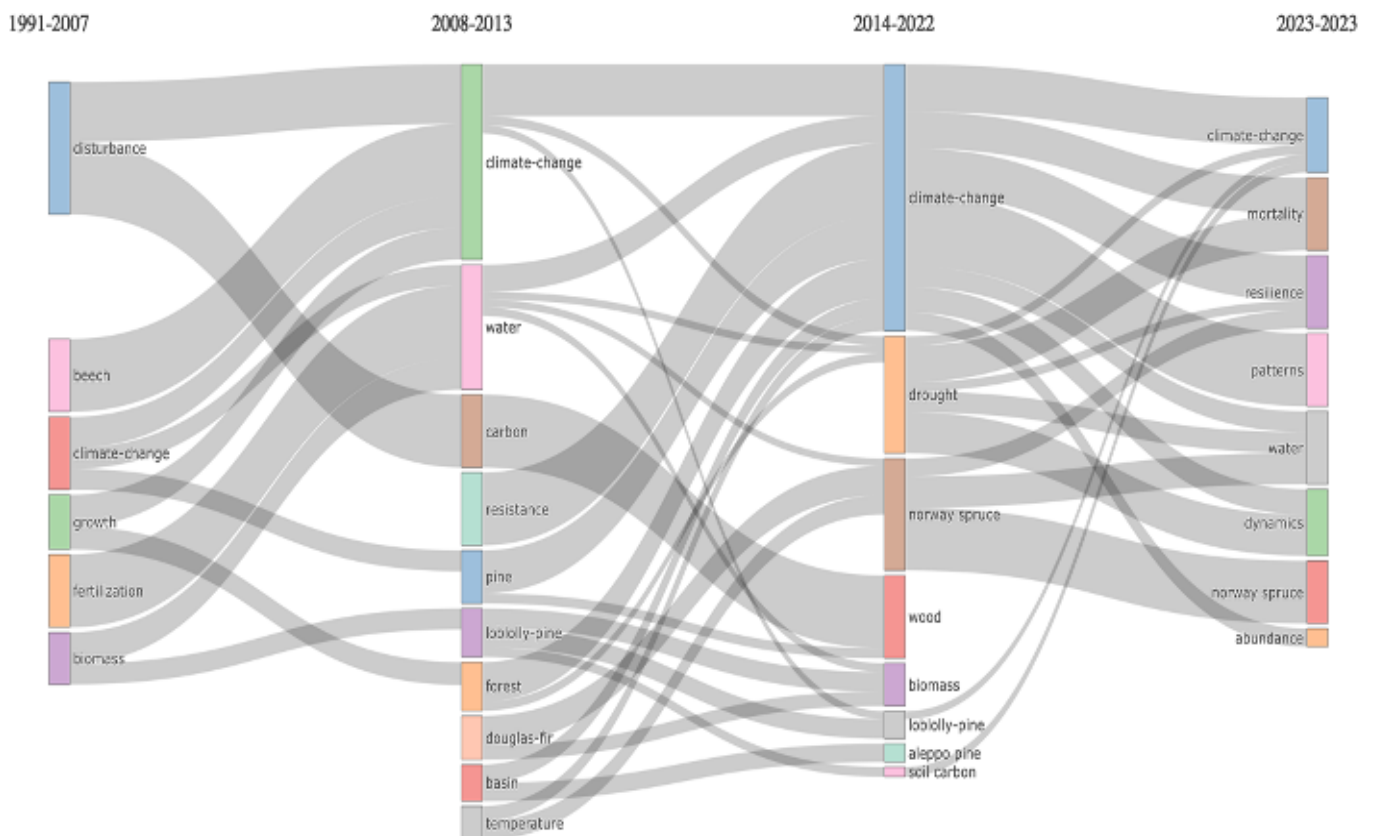 1991-2007
2008-2013
2014-2022
2023-2023
disturbance
beech
climate-change
growth
fertilization
biomass
climate-change
water
carbon
resistance
pine
loblolly-pine
forest
douglas-fir
basin
temperature
climate-change
drought
norway spruce
wood
biomass
loblolly-pine
aleppo pine
soil carbon
climate-change
mortality
resilience
patterns
water
dynamics
norway spruce
abundance